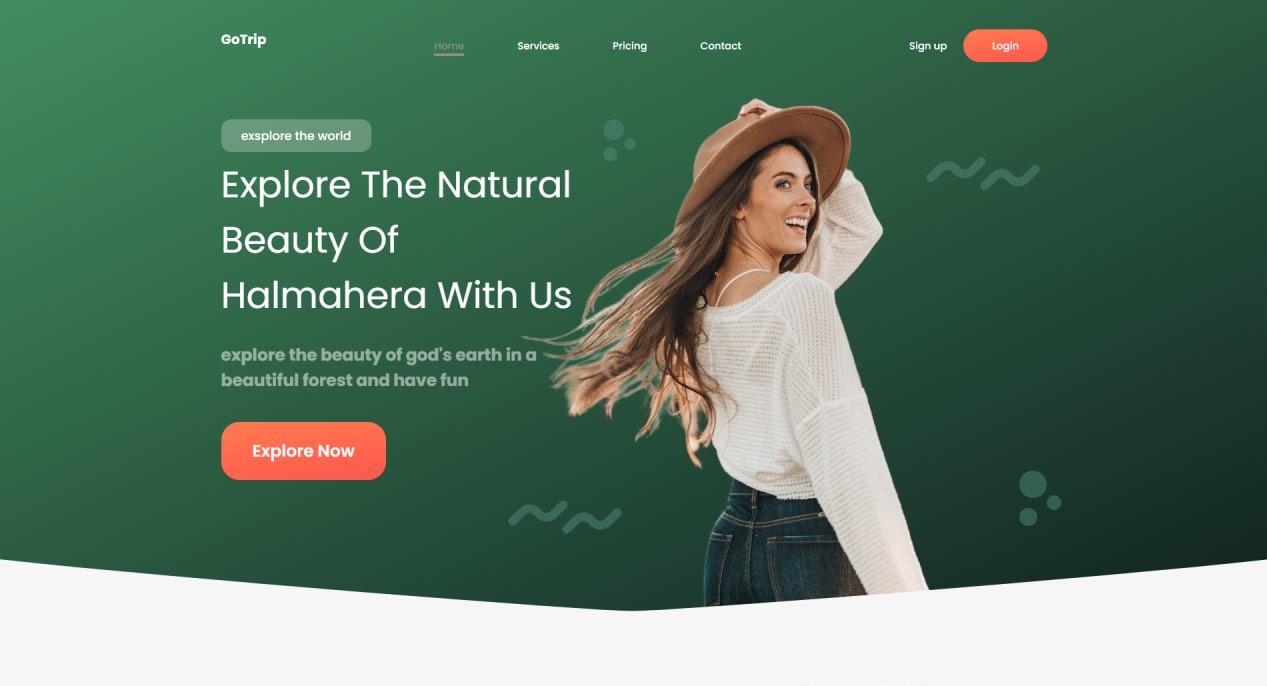 GoTrip
Home
Services
Pricing
Contact
Sign up
Login
exsplore the world
Explore The Natural
Beauty Of
Halmahera With Us
explore the beauty of god's earth in a
beautiful forest and have fun
Explore Now